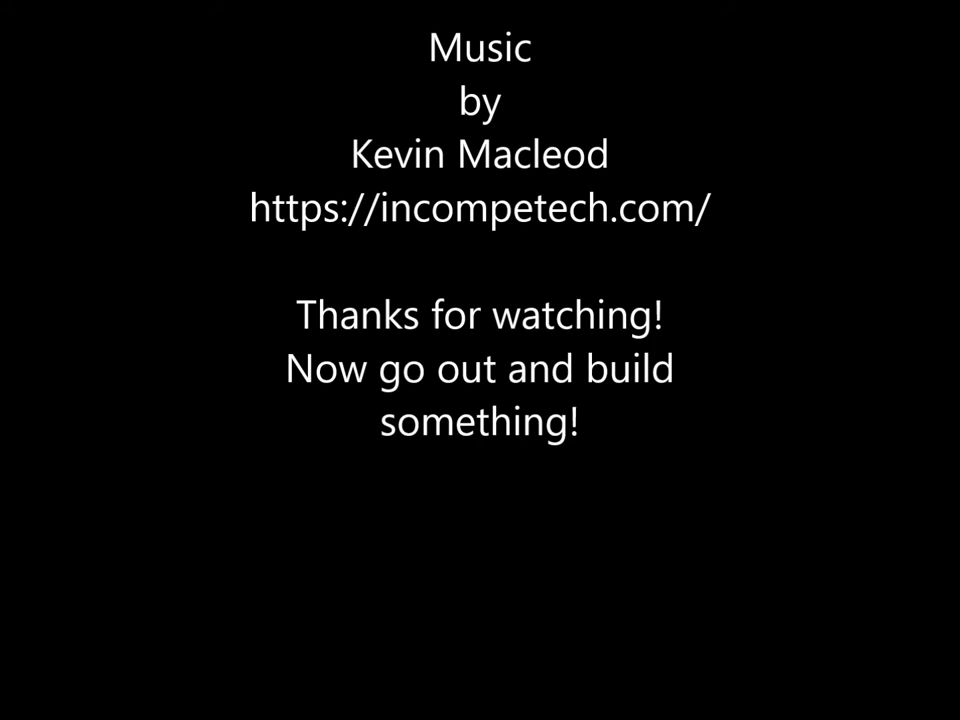 Music
by
Kevin Macleod
https://incompetech.com/
Thanks for watching!
Now go out and build
something!